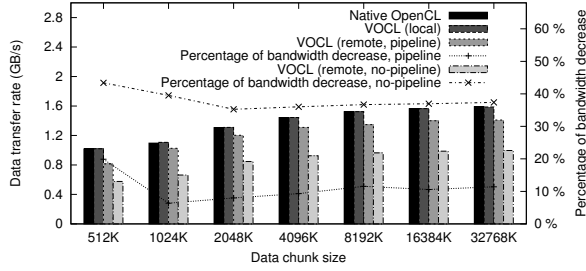 Native OpenCL
VOCL (local)
VOCL (remote, pipeline)
Percentage of bandwidth decrease, pipeline
VOCL (remote, no-pipeline)
Percentage of bandwidth decrease, no-pipeline
Data transfer rate (GB/s)
2.8
2.4
2
1.6
1.2
0.8
0.4
0
60 %
50 %
40 %
30 %
20 %
10 %
0 %
Percentage of bandwidth decrease
512K 1024K 2048K 4096K 8192K 16384K 32768K
Data chunk size